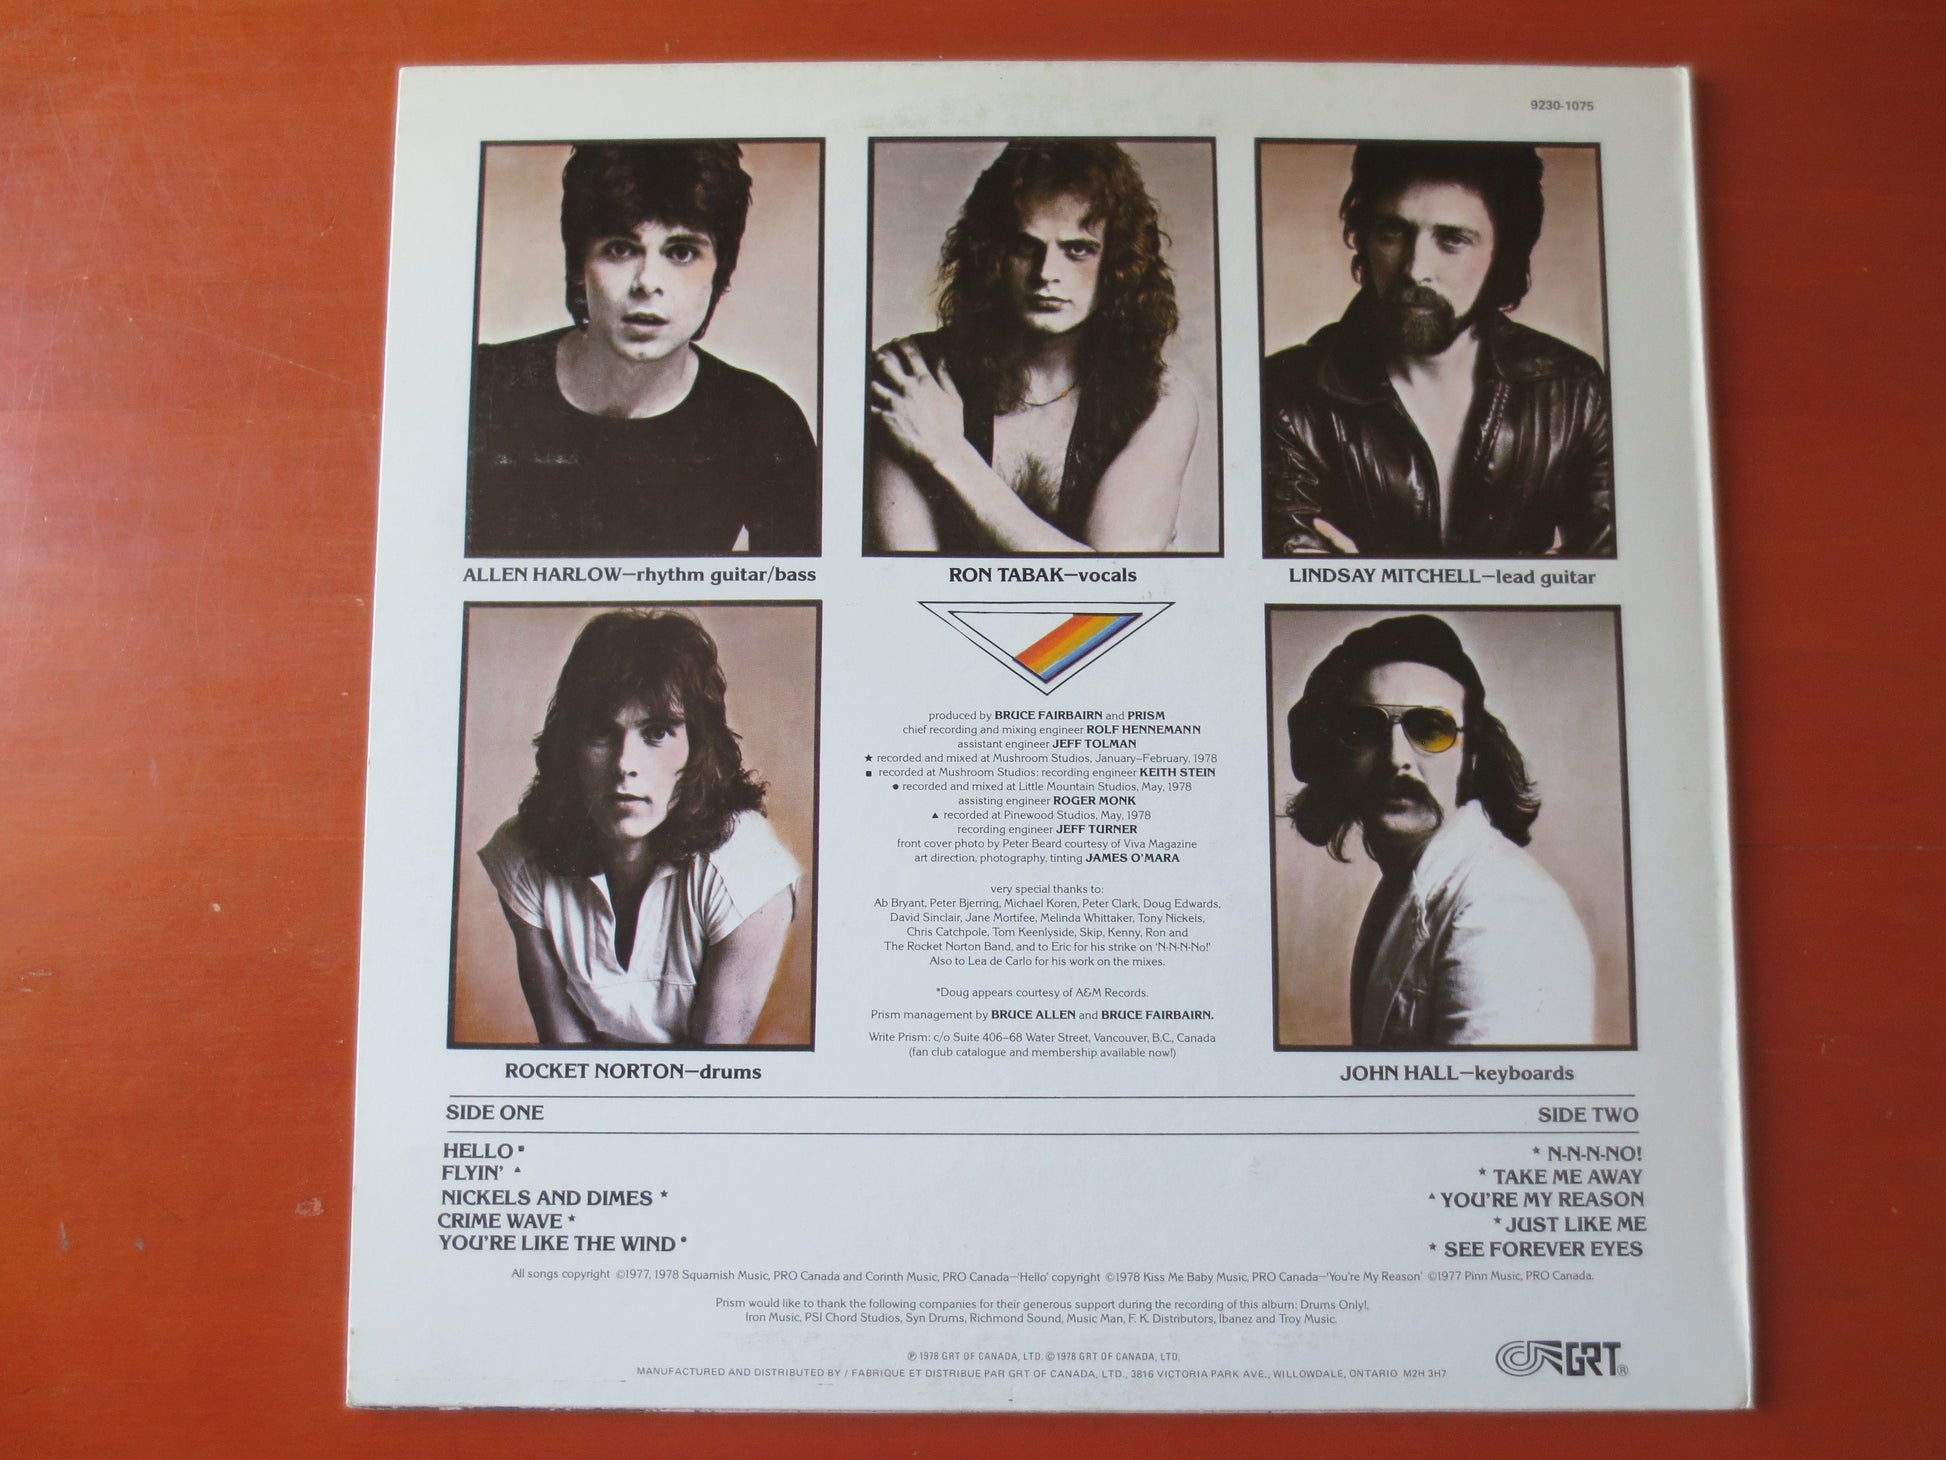 9230-1075
ALLEN HARLOW—rhythm guitar/bass
RON TABAK—vocals
LINDSAY MITCHELL—lead guitar
produced by BRUCE FAIRBAIRN and PRISM
chief recording and mixing engineer ROLF HENNEMANN
assistant engineer JEFF TOLMAN
★ recorded and mixed at Mushroom Studios, January–February, 1978
■ recorded at Mushroom Studios: recording engineer KEITH STEIN
● recorded and mixed at Little Mountain Studios, May, 1978
assisting engineer ROGER MONK
▲ recorded at Pinewood Studios, May, 1978
recording engineer JEFF TURNER
front cover photo by Peter Beard courtesy of Viva Magazine
art direction, photography, tinting JAMES O'MARA
very special thanks to:
Ab Bryant, Peter Bjerring, Michael Koren, Peter Clark, Doug Edwards,
David Sinclair, Jane Mortifee, Melinda Whittaker, Tony Nickels,
Chris Catchpole, Tom Keenlyside, Skip, Kenny, Ron and
The Rocket Norton Band, and to Eric for his strike on 'N-N-N-No!'
Also to Lea de Carlo for his work on the mixes.
*Doug appears courtesy of A&M Records.
Prism management by BRUCE ALLEN and BRUCE FAIRBAIRN.
Write Prism: c/o Suite 406–68 Water Street, Vancouver, B.C., Canada
(fan club catalogue and membership available now!)
ROCKET NORTON—drums
JOHN HALL—keyboards
SIDE ONE
HELLO ■
FLYIN' ▲
NICKELS AND DIMES ★
CRIME WAVE ★
YOU'RE LIKE THE WIND ●
SIDE TWO
★ N-N-N-NO!
★ TAKE ME AWAY
▲ YOU'RE MY REASON
★ JUST LIKE ME
★ SEE FOREVER EYES
All songs copyright ©1977, 1978 Squamish Music, PRO Canada and Corinth Music, PRO Canada—'Hello' copyright ©1978 Kiss Me Baby Music, PRO Canada—'You're My Reason' ©1977 Pinn Music, PRO Canada.
Prism would like to thank the following companies for their generous support during the recording of this album: Drums Only!,
Iron Music, PSI Chord Studios, Syn Drums, Richmond Sound, Music Man, F. K. Distributors, Ibanez and Troy Music.
℗ 1978 GRT OF CANADA, LTD. © 1978 GRT OF CANADA, LTD.
MANUFACTURED AND DISTRIBUTED BY / FABRIQUE ET DISTRIBUE PAR GRT OF CANADA, LTD., 3816 VICTORIA PARK AVE., WILLOWDALE, ONTARIO M2H 3H7
GRT®